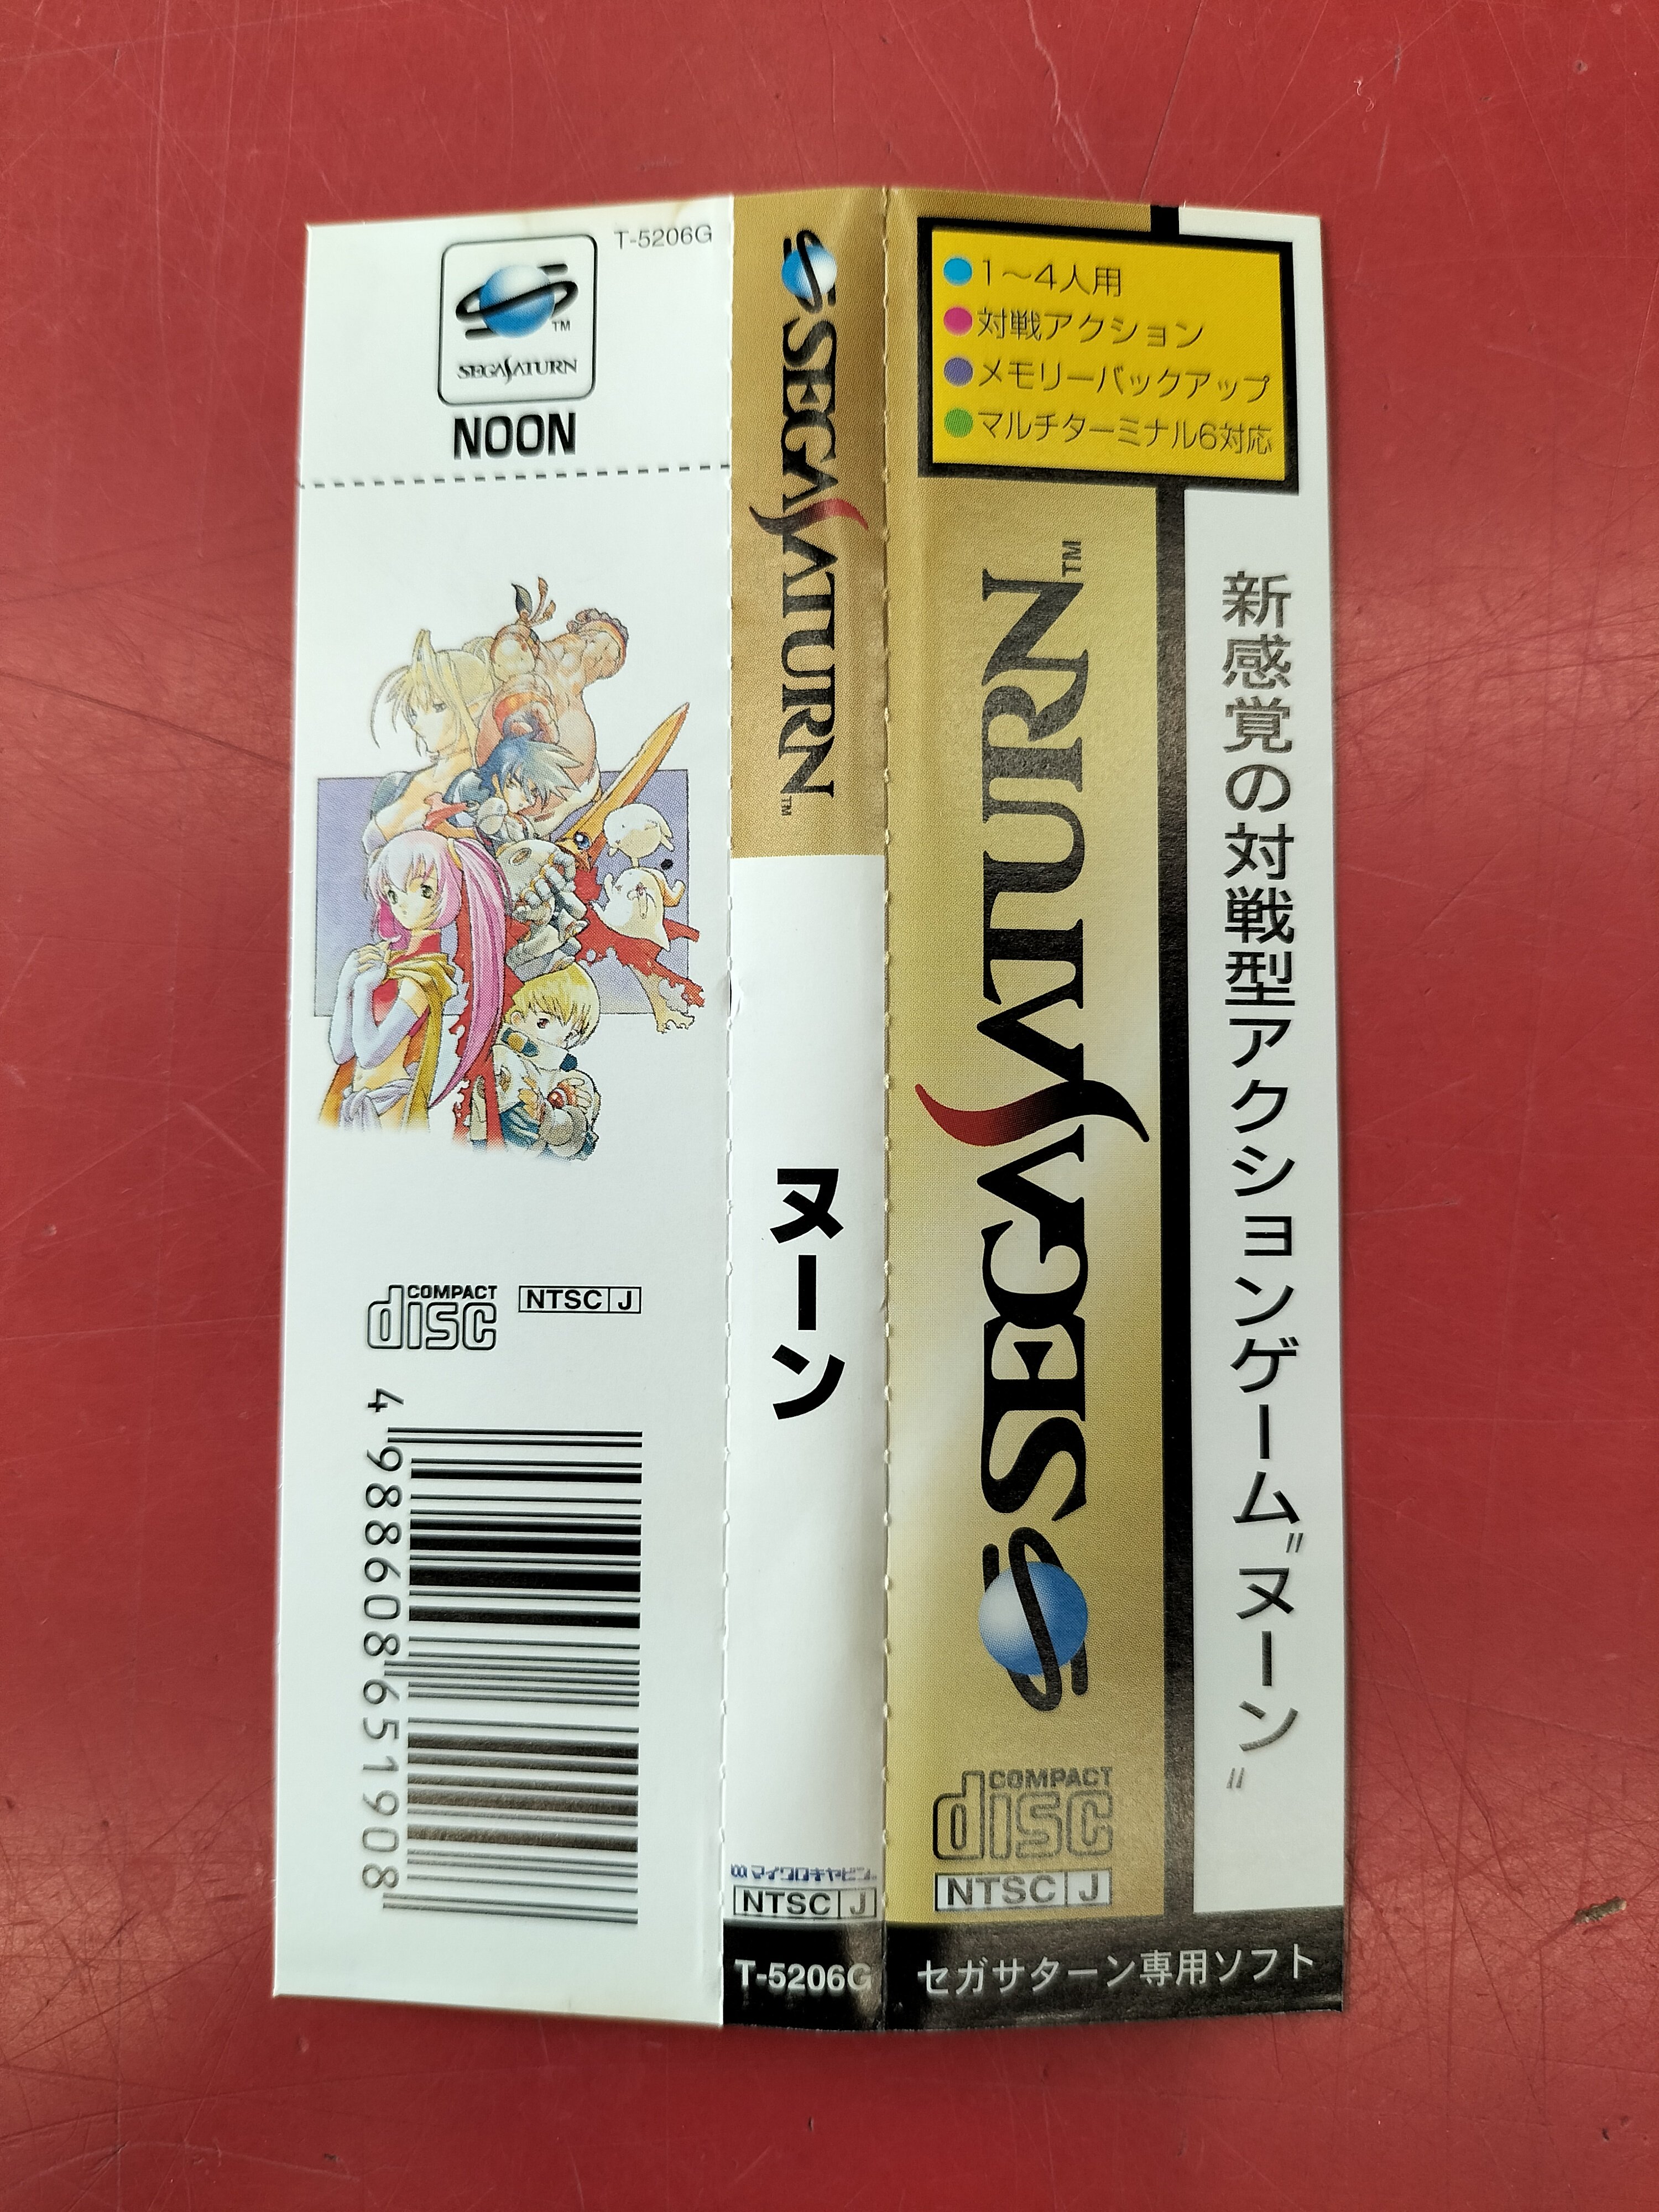 T-5206G
TM
SEGA SATURN
NOON
COMPACT
disc
NTSC J
4 988608 651908
SEGA SATURN
TM
ヌーン
マイクロキャビン
NTSC J
T-5206G
1～4人用
対戦アクション
メモリーバックアップ
マルチターミナル6対応
SEGA SATURN
TM
COMPACT
disc
NTSC J
新感覚の対戦型アクションゲーム"ヌーン"
セガサターン専用ソフト